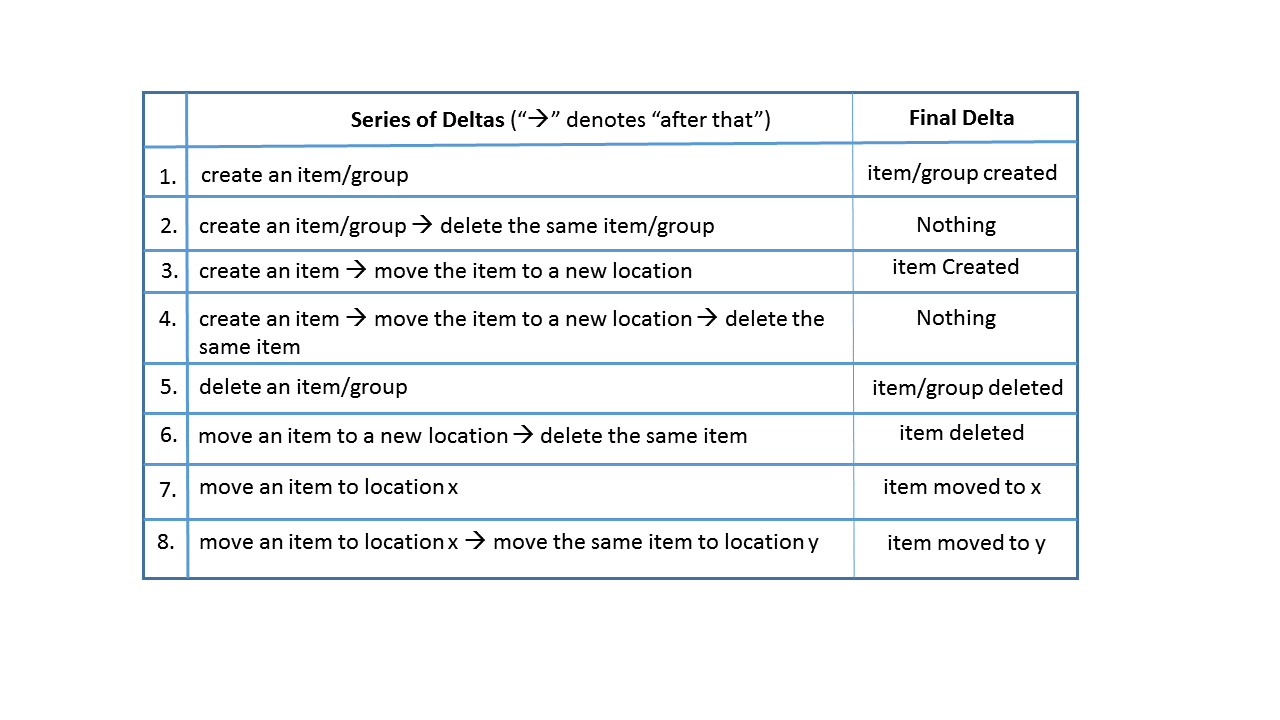 Series of Deltas (“→” denotes “after that”) Final Delta
1. create an item/group item/group created
2. create an item/group → delete the same item/group Nothing
3. create an item → move the item to a new location item Created
4. create an item → move the item to a new location → delete the Nothing
same item
5. delete an item/group item/group deleted
6. move an item to a new location → delete the same item item deleted
7. move an item to location x item moved to x
8. move an item to location x → move the same item to location y item moved to y